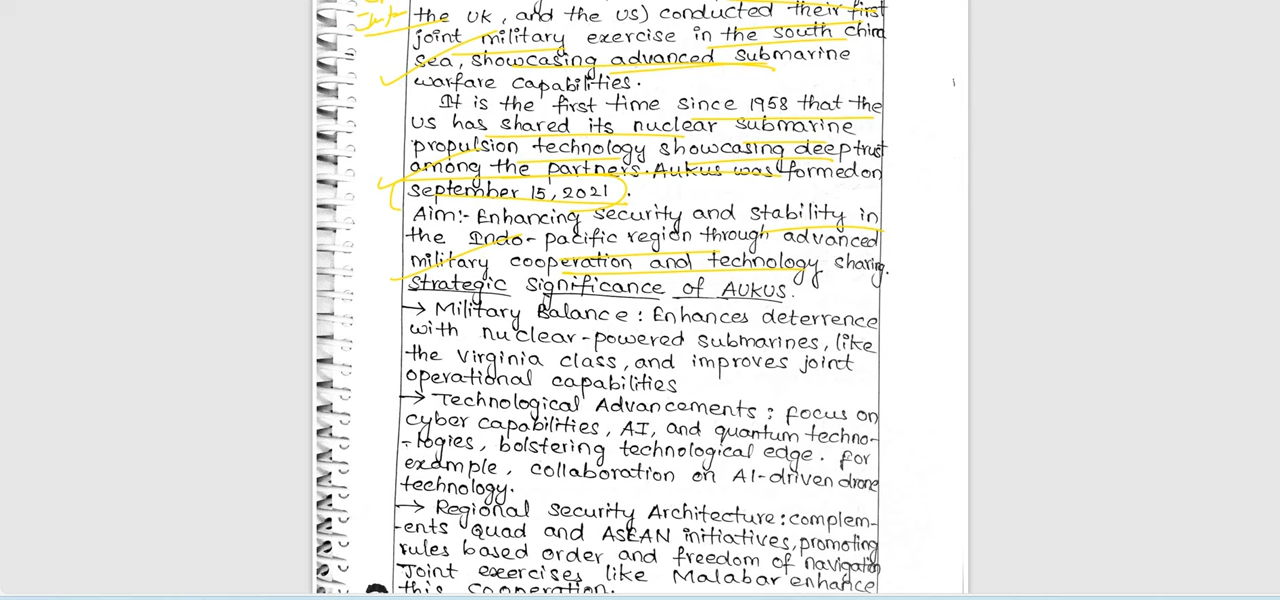 the UK, and the US) conducted their first
joint military exercise in the south china
sea, showcasing advanced submarine
warfare capabilities.
It is the first time since 1958 that the
US has shared its nuclear submarine
propulsion technology showcasing deep trust
among the partners. Aukus was formed on
September 15, 2021.
Aim:- Enhancing security and stability in
the Indo-pacific region through advanced
military cooperation and technology sharing.
Strategic Significance of AUKUS.
→ Military Balance: Enhances deterrence
with nuclear-powered submarines, like
the Virginia class, and improves joint
operational capabilities
→ Technological Advancements: focus on
cyber capabilities, AI, and quantum techno-
-logies, bolstering technological edge. for
example, collaboration on AI-driven drone
technology.
→ Regional Security Architecture: complem-
-ents Quad and ASEAN initiatives, promoting
rules based order and freedom of navigation
Joint exercises like Malabar enhance
this cooperation.